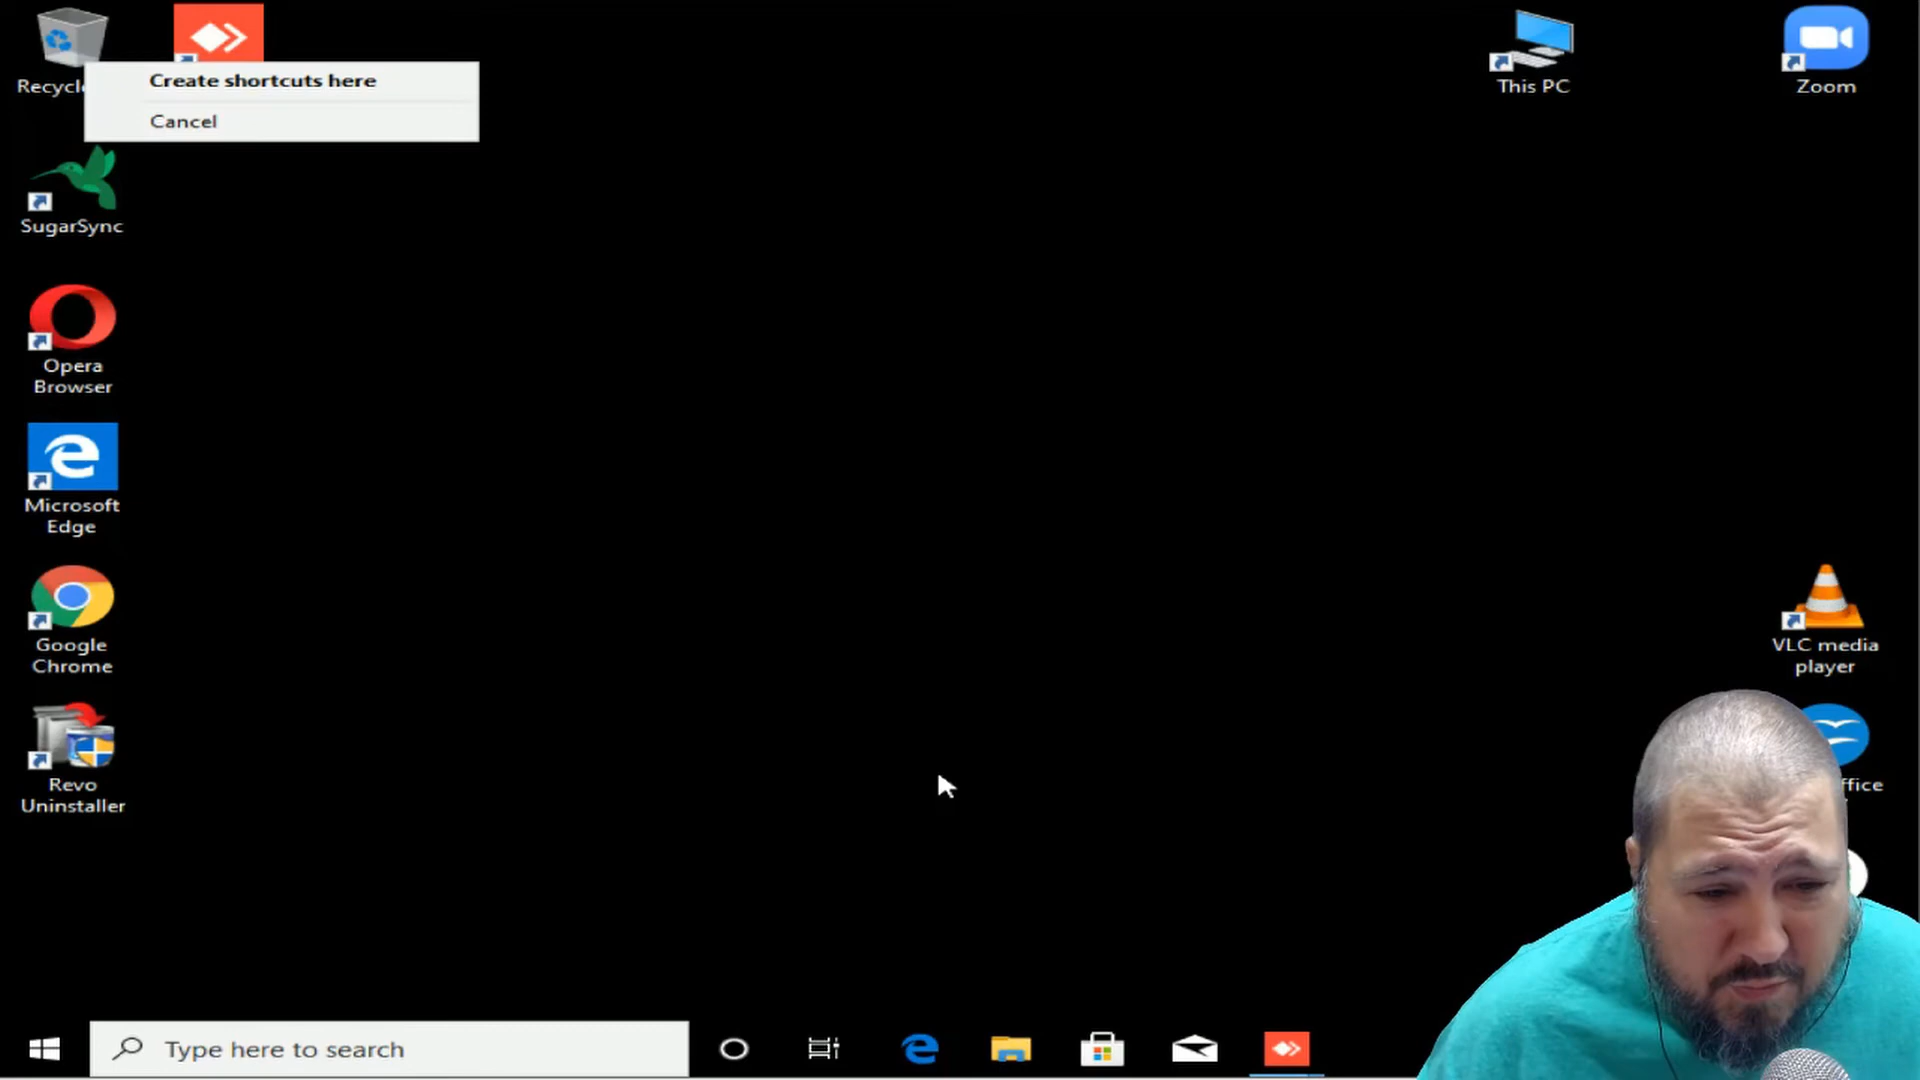 Recycl
Create shortcuts here
Cancel
This PC
Zoom
SugarSync
Opera
Browser
Microsoft
Edge
Google
Chrome
VLC media
player
Revo
Uninstaller
ffice
Type here to search